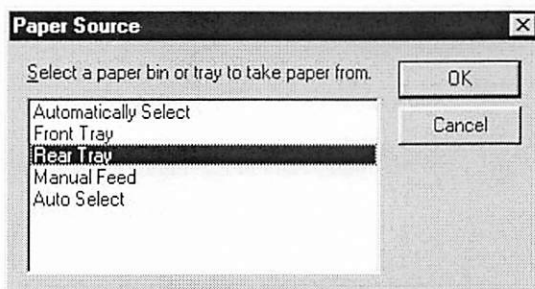 Paper Source
Select a paper bin or tray to take paper from.
OK
Automatically Select
Front Tray
Rear Tray
Manual Feed
Auto Select
Cancel